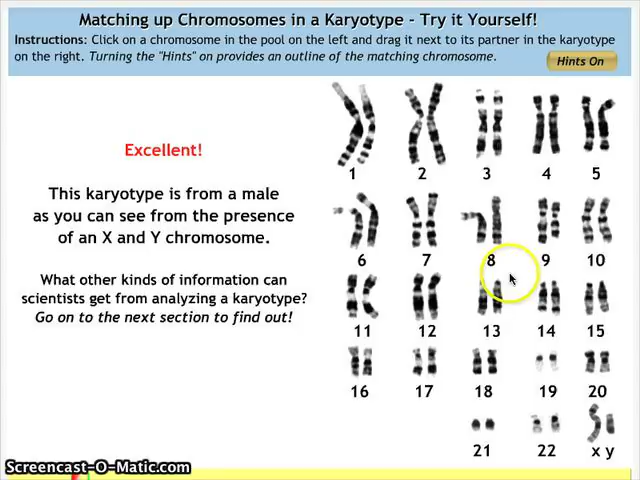 Matching up Chromosomes in a Karyotype - Try it Yourself!
Instructions: Click on a chromosome in the pool on the left and drag it next to its partner in the karyotype
on the right. Turning the "Hints" on provides an outline of the matching chromosome.
Hints On
Excellent!
This karyotype is from a male
as you can see from the presence
of an X and Y chromosome.
What other kinds of information can
scientists get from analyzing a karyotype?
Go on to the next section to find out!
1 2 3 4 5
6 7 8 9 10
11 12 13 14 15
16 17 18 19 20
21 22 x y
Screencast-O-Matic.com